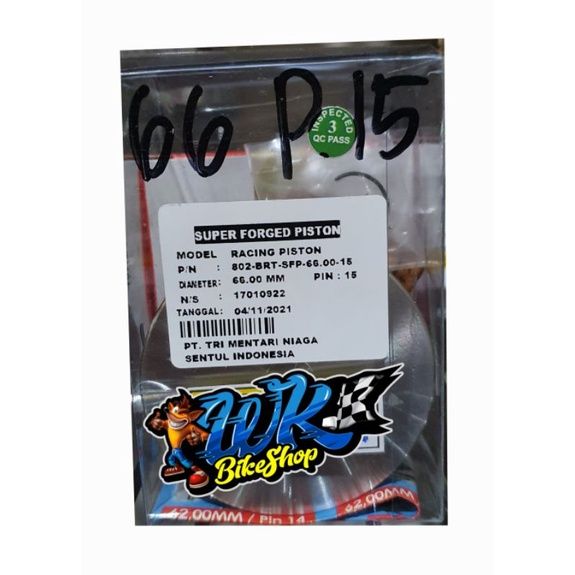 66 P.15
INSPECTED
3
QC PASS
SUPER FORGED PISTON
MODEL RACING PISTON
P/N : 802-BRT-SFP-66.00-15
DIANETER: 66.00 MM PIN : 15
N/S : 17010922
TANGGAL: 04/11/2021
PT. TRI MENTARI NIAGA
SENTUL INDONESIA
WK
BikeShop
62,00MM / Pin 14
62,00MM